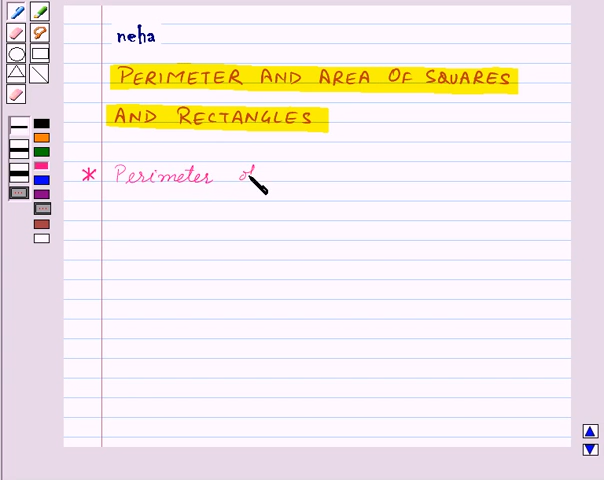 neha
PERIMETER AND AREA OF SQUARES
AND RECTANGLES
* Perimeter